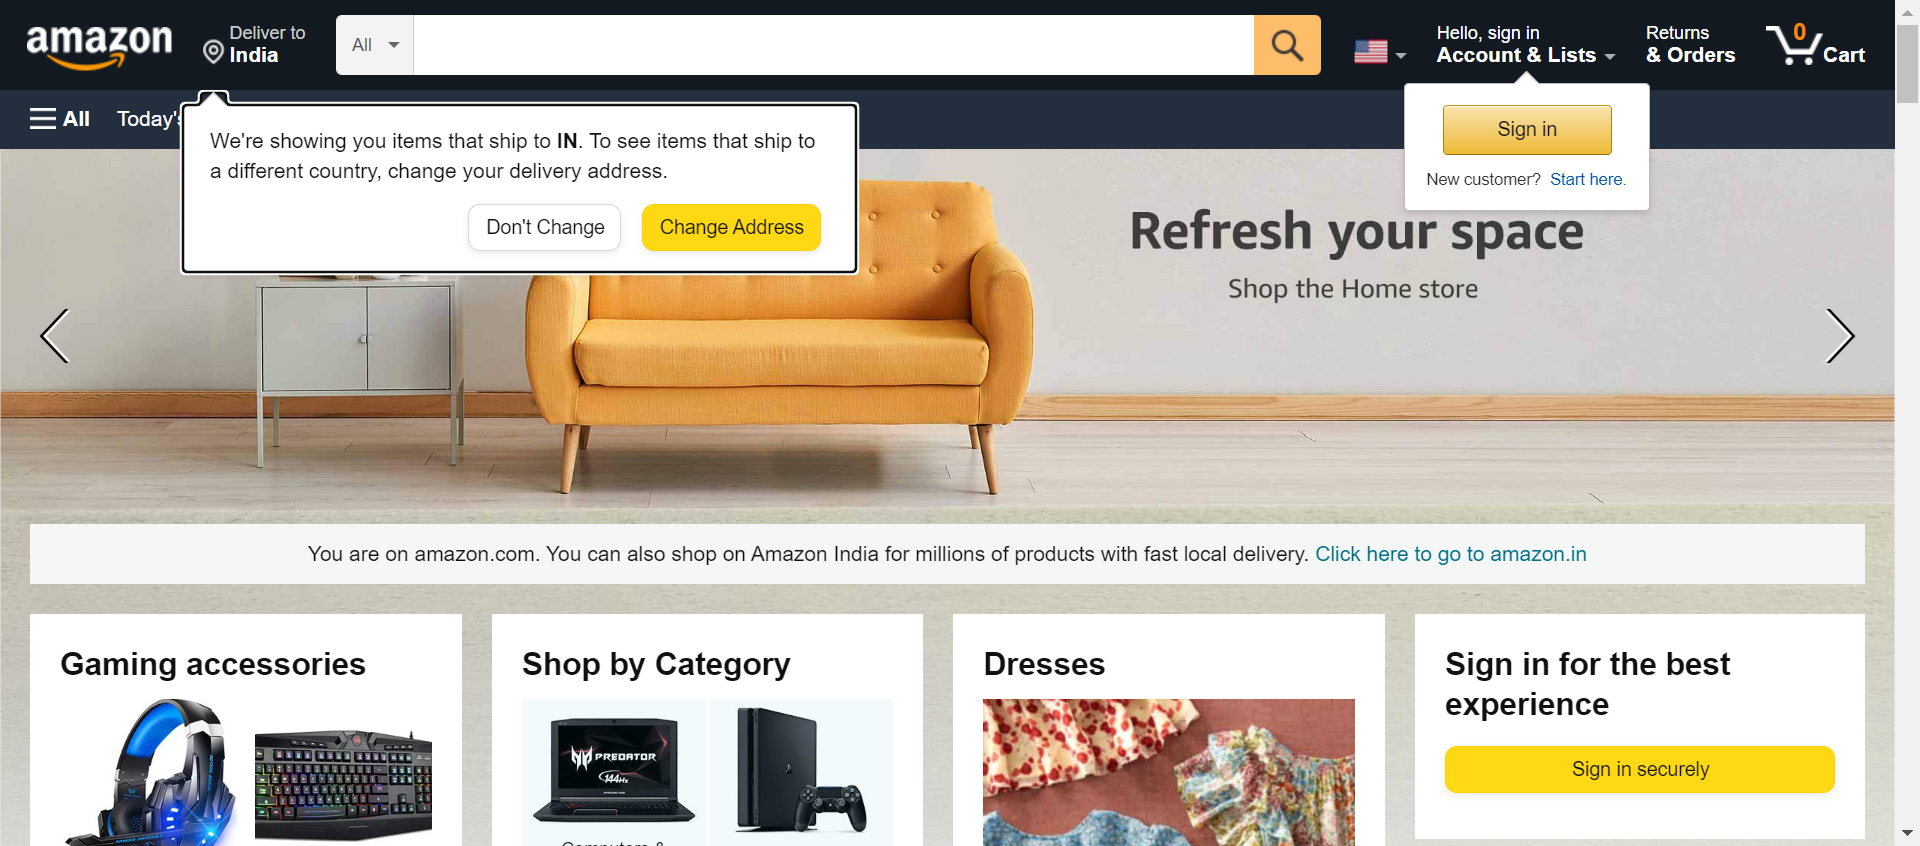 amazon
Deliver to
India
All
Hello, sign in
Account & Lists
Returns
& Orders
0
Cart
All
Today's
We're showing you items that ship to IN. To see items that ship to
a different country, change your delivery address.
Don't Change
Change Address
Sign in
New customer? Start here.
Refresh your space
Shop the Home store
You are on amazon.com. You can also shop on Amazon India for millions of products with fast local delivery. Click here to go to amazon.in
Gaming accessories
Shop by Category
PREDATOR
144Hz
Dresses
Sign in for the best
experience
Sign in securely
Computers &